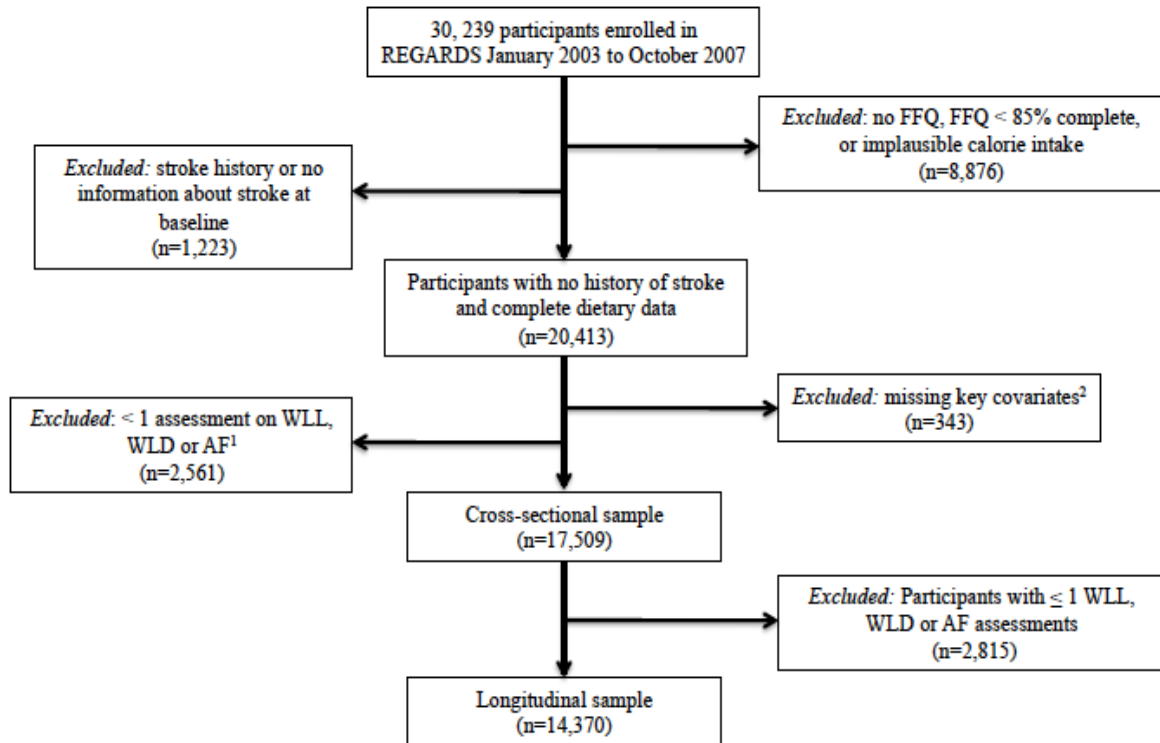 30, 239 participants enrolled in
REGARDS January 2003 to October 2007
Excluded: no FFQ, FFQ < 85% complete,
or implausible calorie intake
(n=8,876)
Excluded: stroke history or no
information about stroke at
baseline
(n=1,223)
Participants with no history of stroke
and complete dietary data
(n=20,413)
Excluded: missing key covariates²
(n=343)
Excluded: < 1 assessment on WLL,
WLD or AF¹
(n=2,561)
Cross-sectional sample
(n=17,509)
Excluded: Participants with ≤ 1 WLL,
WLD or AF assessments
(n=2,815)
Longitudinal sample
(n=14,370)